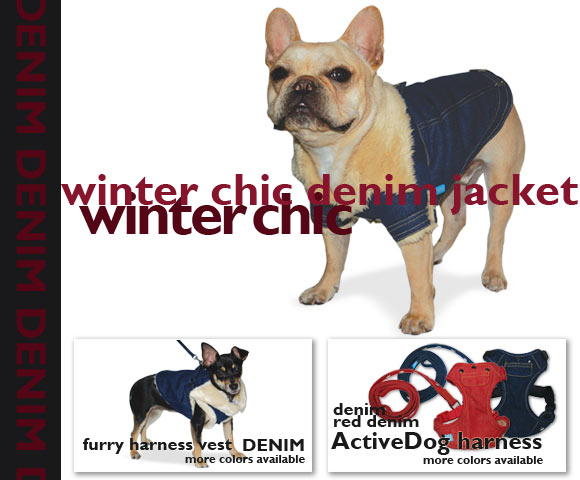 DENIM DENIM DENIM D
winter chic denim jacket
winter chic
furry harness vest DENIM
more colors available
denim
red denim
ActiveDog harness
more colors available